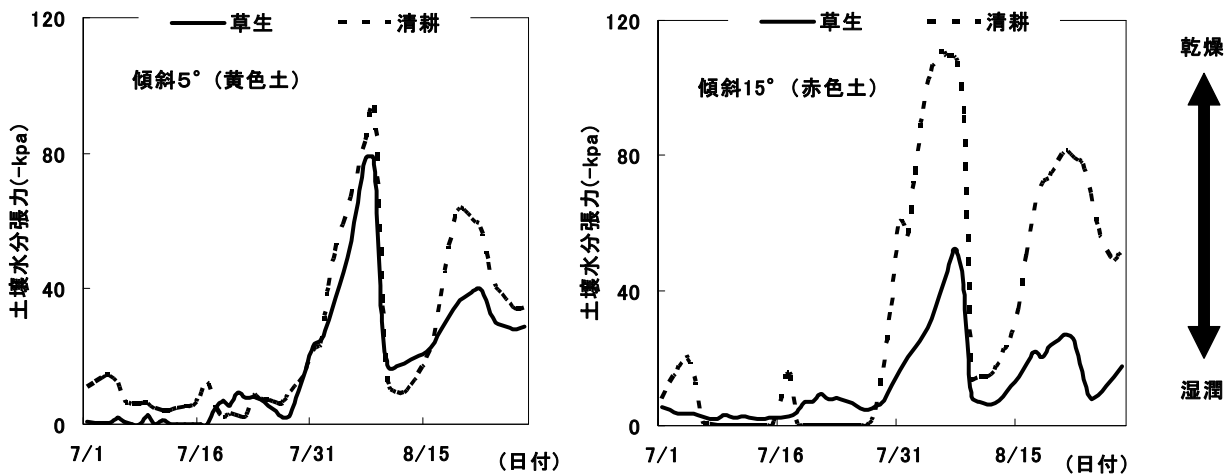 草生 清耕
傾斜5°(黄色土)
土壌水分張力(-kpa)
120
80
40
0
7/1 7/16 7/31 8/15 (日付)
草生 清耕
傾斜15°(赤色土)
土壌水分張力(-kpa)
120
80
40
0
7/1 7/16 7/31 8/15 (日付)
乾燥
湿潤